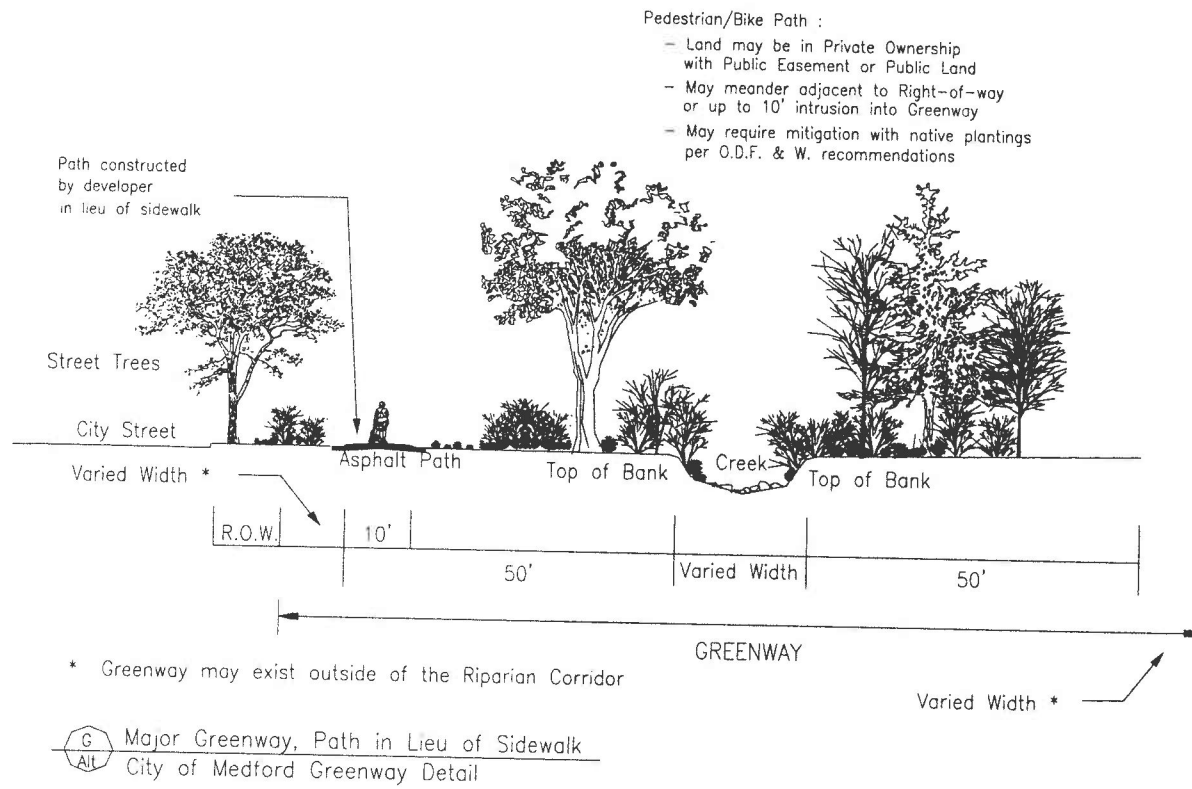 Pedestrian/Bike Path :
- Land may be in Private Ownership
with Public Easement or Public Land
- May meander adjacent to Right-of-way
or up to 10' intrusion into Greenway
- May require mitigation with native plantings
per O.D.F. & W. recommendations
Path constructed
by developer
in lieu of sidewalk
Street Trees
City Street
Asphalt Path
Top of Bank
Creek
Top of Bank
Varied Width *
R.O.W.
10'
50'
Varied Width
50'
GREENWAY
* Greenway may exist outside of the Riparian Corridor
Varied Width *
G
Alt
Major Greenway, Path in Lieu of Sidewalk
City of Medford Greenway Detail